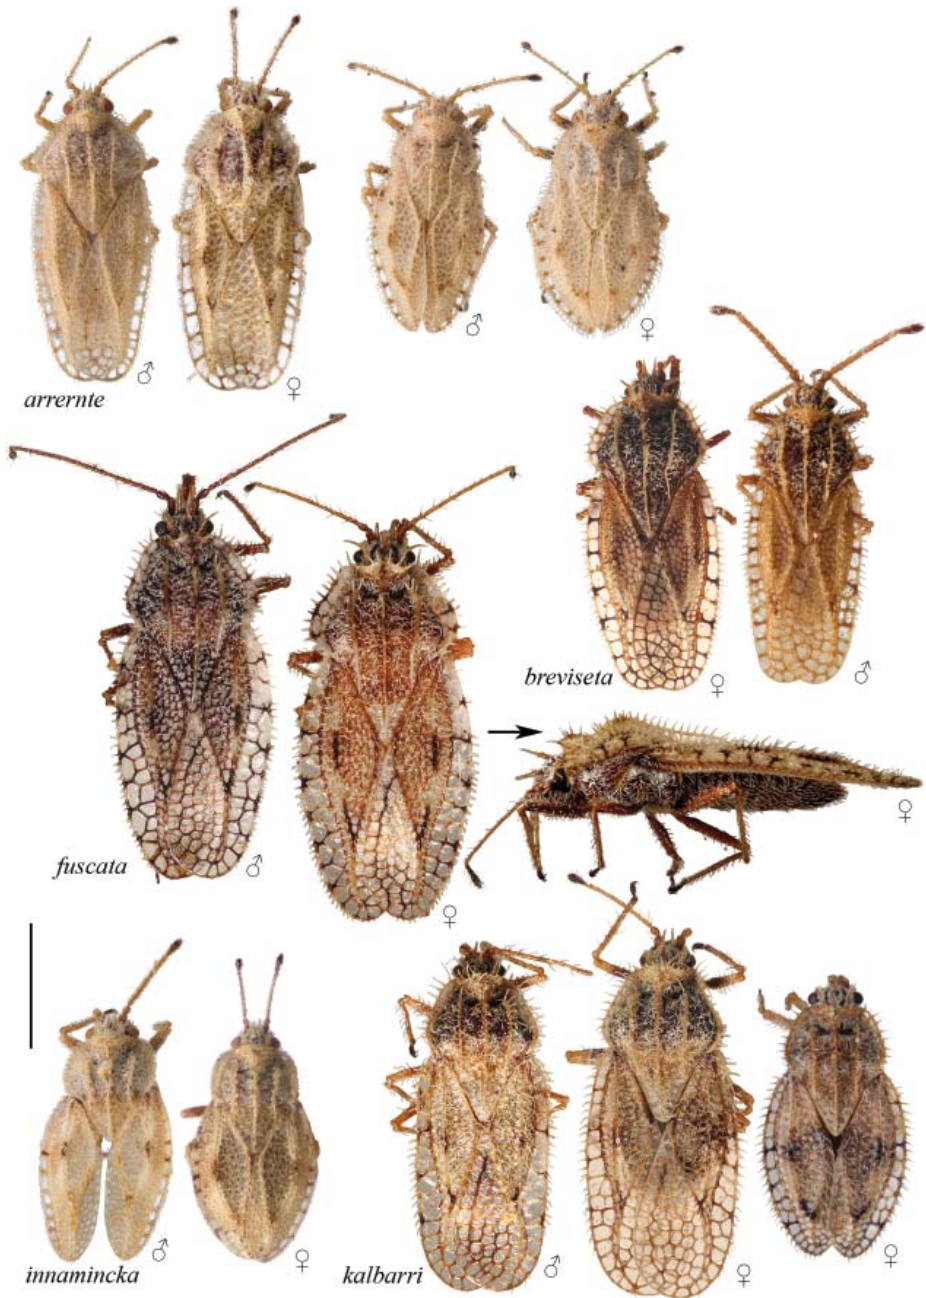 ♂
♀
arrernte
♂
♀
breviseta
♀
♂
fuscata
♂
♀
♀
innamincka
♂
♀
kalbarri
♂
♀
♀